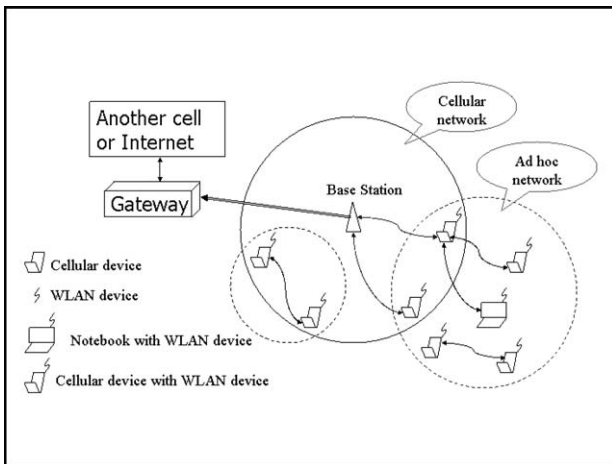 Cellular
network
Another cell
or Internet
Ad hoc
network
Base Station
Gateway
Cellular device
WLAN device
Notebook with WLAN device
Cellular device with WLAN device